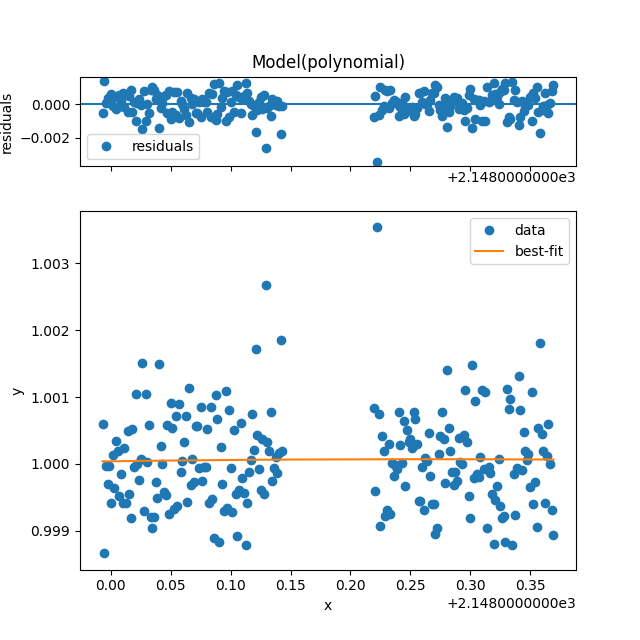 Model(polynomial)
residuals
0.000
−0.002
residuals
+2.1480000000e3
data
best-fit
y
1.003
1.002
1.001
1.000
0.999
0.00 0.05 0.10 0.15 0.20 0.25 0.30 0.35
x
+2.1480000000e3